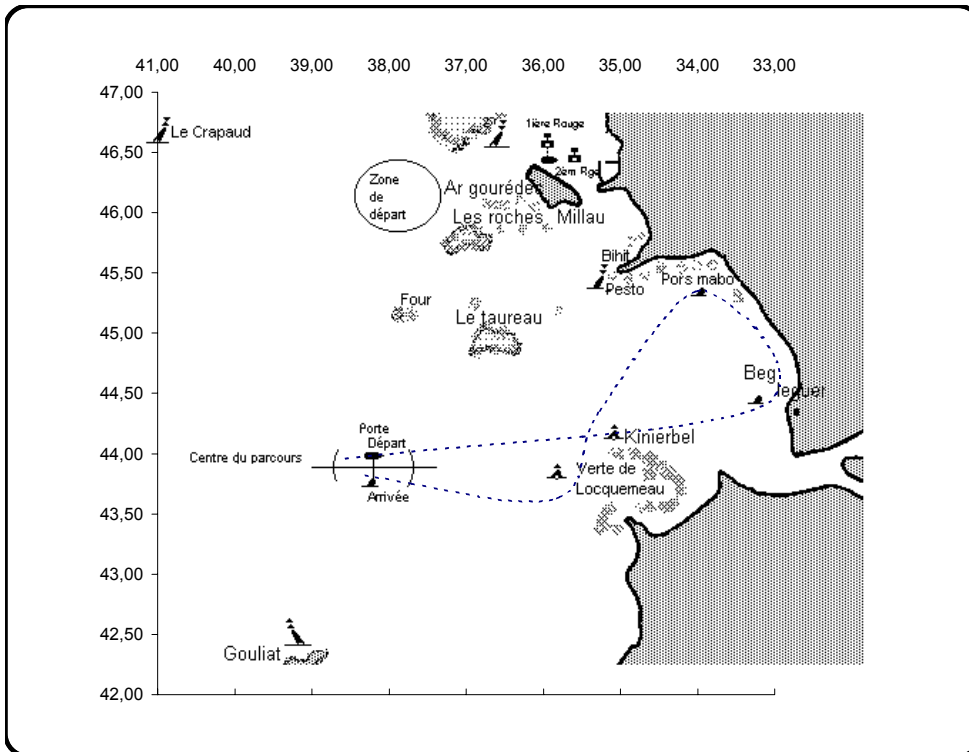 41,00 40,00 39,00 38,00 37,00 36,00 35,00 34,00 33,00
47,00
Le Crapaud
1ière Rouge
46,50
2èm Rge
Zone
de
départ
Ar gourédec
46,00
Les roches Millau
Bihit
45,50
Pesto
Pors mabo
Four
45,00
Le taureau
44,50
Beg
lequer
Porte
Départ
Kinierbel
44,00
Centre du parcours
Verte de
Locquemeau
Arrivée
43,50
43,00
42,50
Gouliat
42,00